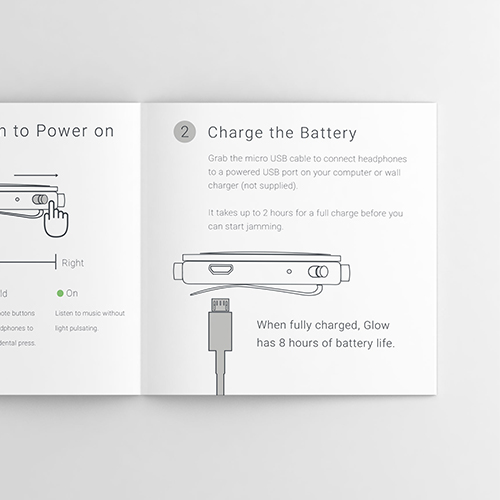 n to Power on
Right
ld
On
ote buttons
dphones to
dental press.
Listen to music without
light pulsating.
2
Charge the Battery
Grab the micro USB cable to connect headphones
to a powered USB port on your computer or wall
charger (not supplied).
It takes up to 2 hours for a full charge before you
can start jamming.
When fully charged, Glow
has 8 hours of battery life.